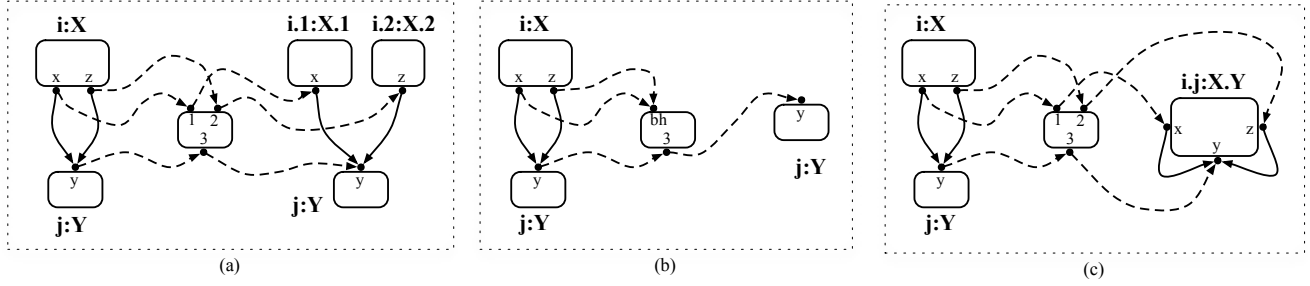 i:X
i.1:X.1 i.2:X.2
x z
x
z
1 2
3
y
y
j:Y
j:Y
(a)
i:X
x z
bh
3
y
y
j:Y
j:Y
(b)
i:X
i.j:X.Y
x z
1 2
3
x z
y
y
j:Y
(c)